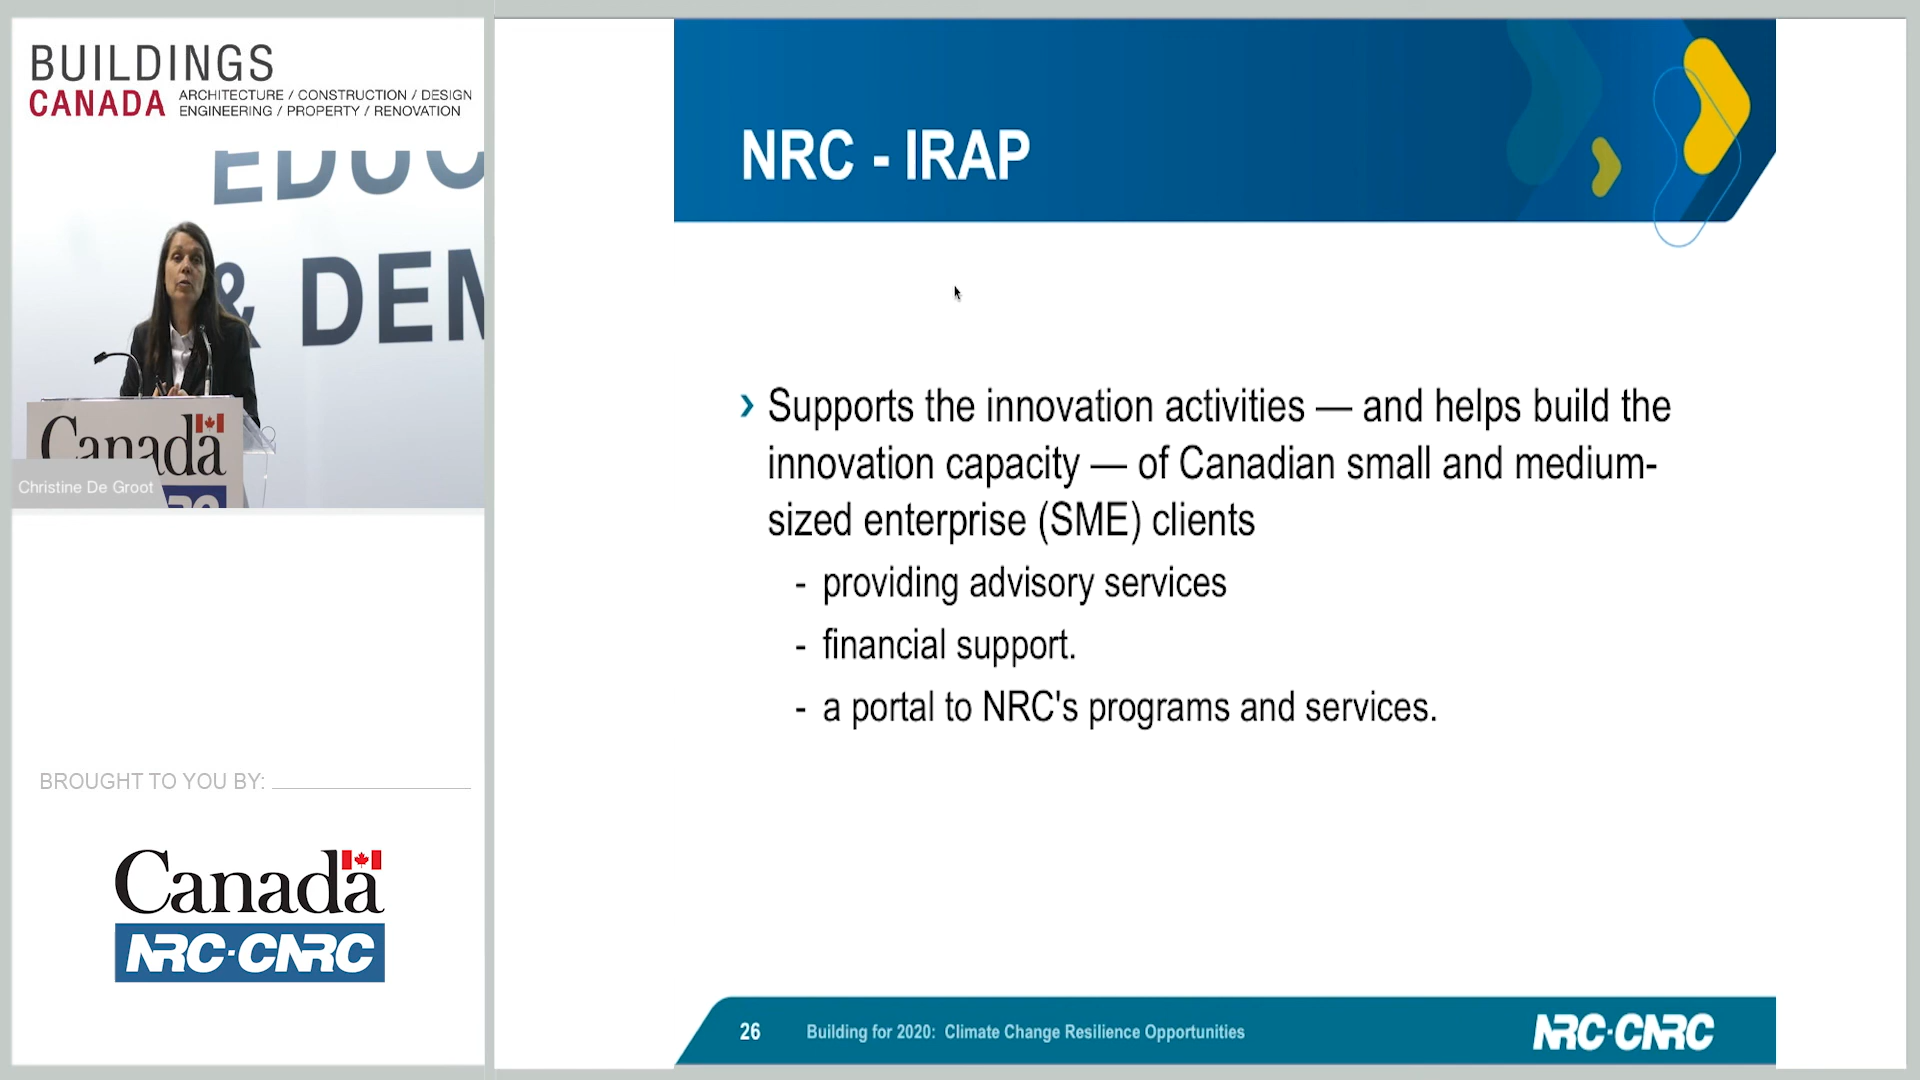 BUILDINGS
CANADA
ARCHITECTURE / CONSTRUCTION / DESIGN
ENGINEERING / PROPERTY / RENOVATION
& DEM
Canada
Christine De Groot
BROUGHT TO YOU BY:
Canada
NRC·CNRC
NRC - IRAP
› Supports the innovation activities — and helps build the
innovation capacity — of Canadian small and medium-
sized enterprise (SME) clients
- providing advisory services
- financial support.
- a portal to NRC's programs and services.
26
Building for 2020: Climate Change Resilience Opportunities
NRC·CNRC